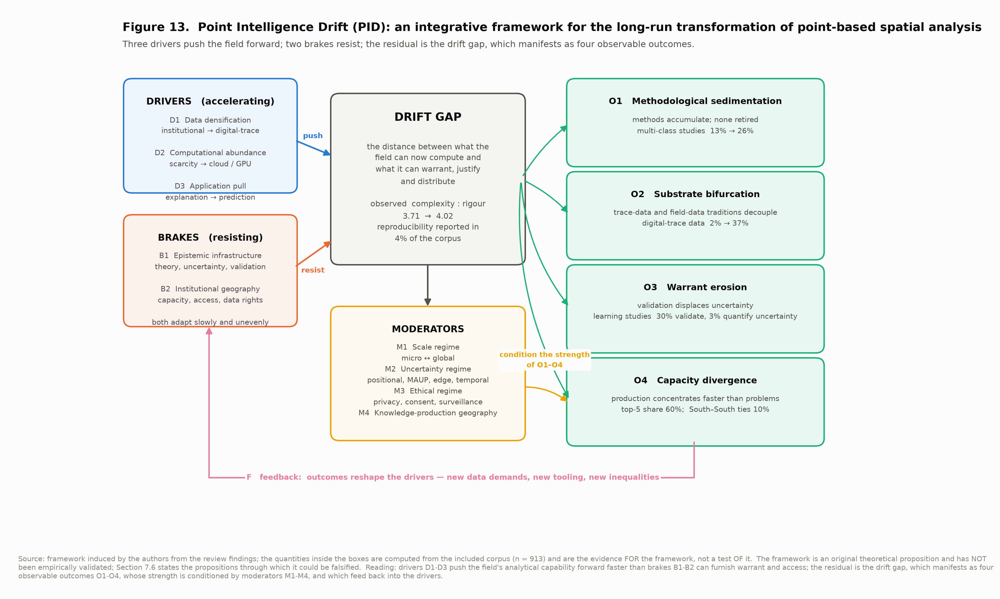 Figure 13.  Point Intelligence Drift (PID): an integrative framework for the long-run transformation of point-based spatial analysis
Three drivers push the field forward; two brakes resist; the residual is the drift gap, which manifests as four observable outcomes.
DRIVERS   (accelerating)
D1  Data densification
institutional → digital-trace
D2  Computational abundance
scarcity → cloud / GPU
D3  Application pull
explanation → prediction
push
BRAKES   (resisting)
B1  Epistemic infrastructure
theory, uncertainty, validation
B2  Institutional geography
capacity, access, data rights
both adapt slowly and unevenly
resist
DRIFT GAP
the distance between what the
field can now compute and
what it can warrant, justify
and distribute
observed  complexity : rigour
3.71  →  4.02
reproducibility reported in
4% of the corpus
MODERATORS
M1  Scale regime
micro ↔ global
M2  Uncertainty regime
positional, MAUP, edge, temporal
M3  Ethical regime
privacy, consent, surveillance
M4  Knowledge-production geography
condition the strength
of O1–O4
O1   Methodological sedimentation
methods accumulate; none retired
multi-class studies  13% → 26%
O2   Substrate bifurcation
trace-data and field-data traditions decouple
digital-trace data  2% → 37%
O3   Warrant erosion
validation displaces uncertainty
learning studies  30% validate, 3% quantify uncertainty
O4   Capacity divergence
production concentrates faster than problems
top-5 share 60%;  South–South ties 10%
F   feedback:  outcomes reshape the drivers — new data demands, new tooling, new inequalities
Source: framework induced by the authors from the review findings; the quantities inside the boxes are computed from the included corpus (n = 913) and are the evidence FOR the framework, not a test OF it.  The framework is an original theoretical proposition and has NOT
been empirically validated; Section 7.6 states the propositions through which it could be falsified.  Reading: drivers D1-D3 push the field's analytical capability forward faster than brakes B1-B2 can furnish warrant and access; the residual is the drift gap, which manifests as four
observable outcomes O1-O4, whose strength is conditioned by moderators M1-M4, and which feed back into the drivers.